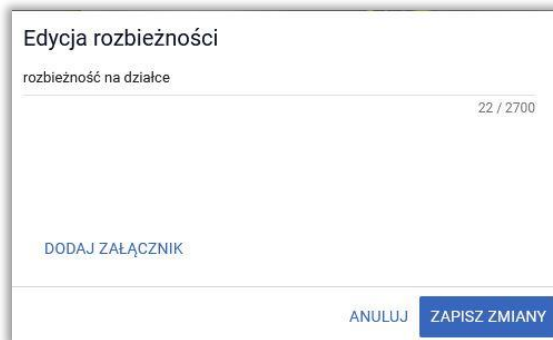 Edycja rozbieżności
rozbieżność na działce
22 / 2700
DODAJ ZAŁĄCZNIK
ANULUJ ZAPISZ ZMIANY